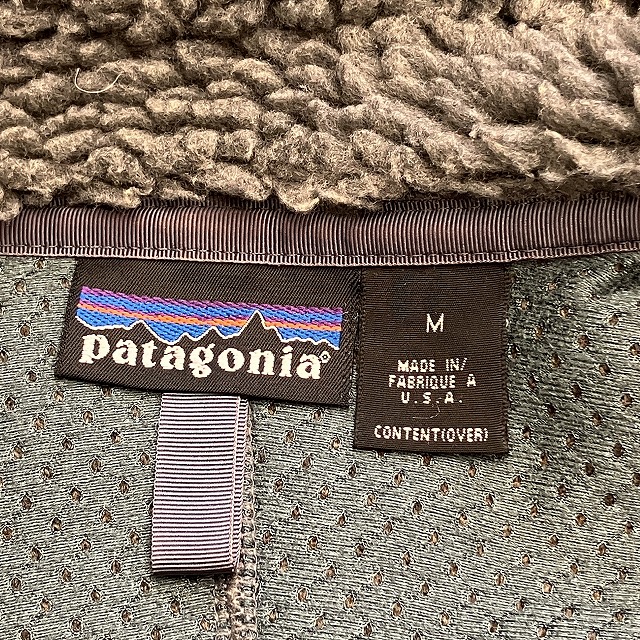 patagonia®
M
MADE IN/
FABRIQUE A
U.S.A.
CONTENT(OVER)